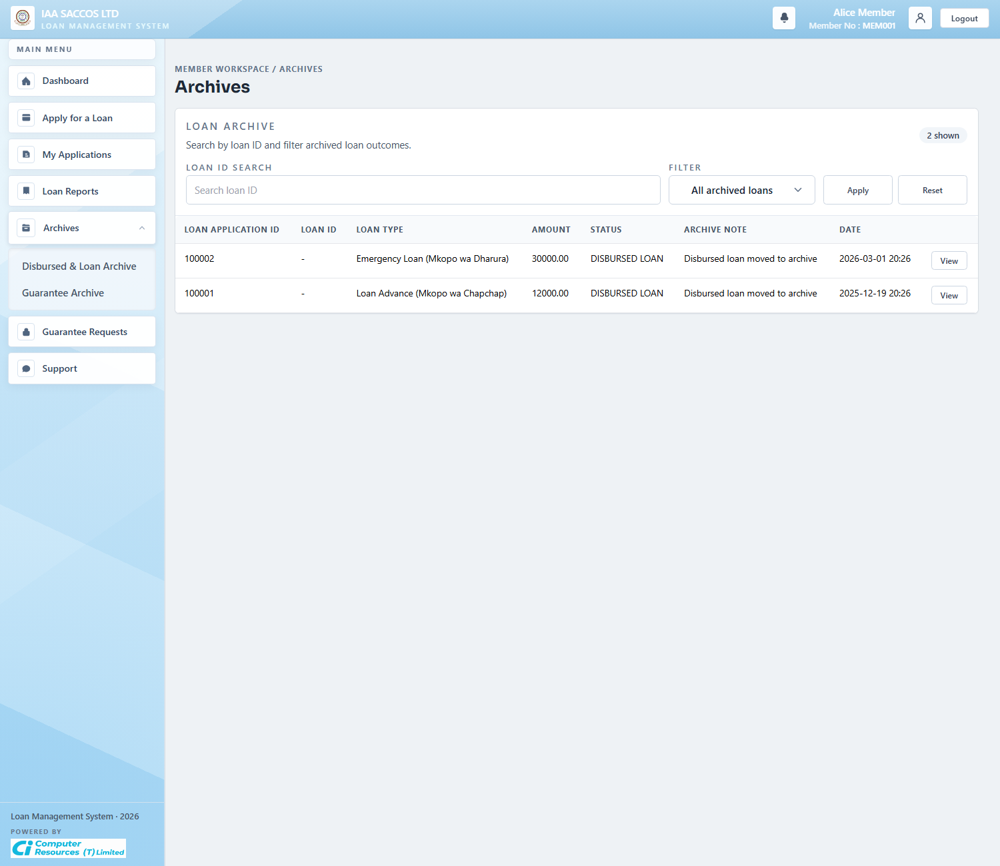 IAA SACCOS LTD
LOAN MANAGEMENT SYSTEM
Alice Member
Member No : MEM001
Logout
MAIN MENU
Dashboard
Apply for a Loan
My Applications
Loan Reports
Archives
Disbursed & Loan Archive
Guarantee Archive
Guarantee Requests
Support
MEMBER WORKSPACE / ARCHIVES
Archives
LOAN ARCHIVE
Search by loan ID and filter archived loan outcomes.
2 shown
LOAN ID SEARCH
FILTER
Search loan ID
All archived loans
Apply
Reset
LOAN APPLICATION ID LOAN ID LOAN TYPE AMOUNT STATUS ARCHIVE NOTE DATE
100002 - Emergency Loan (Mkopo wa Dharura) 30000.00 DISBURSED LOAN Disbursed loan moved to archive 2026-03-01 20:26 View
100001 - Loan Advance (Mkopo wa Chapchap) 12000.00 DISBURSED LOAN Disbursed loan moved to archive 2025-12-19 20:26 View
Loan Management System · 2026
POWERED BY
Ci Computer
Resources (T) Limited